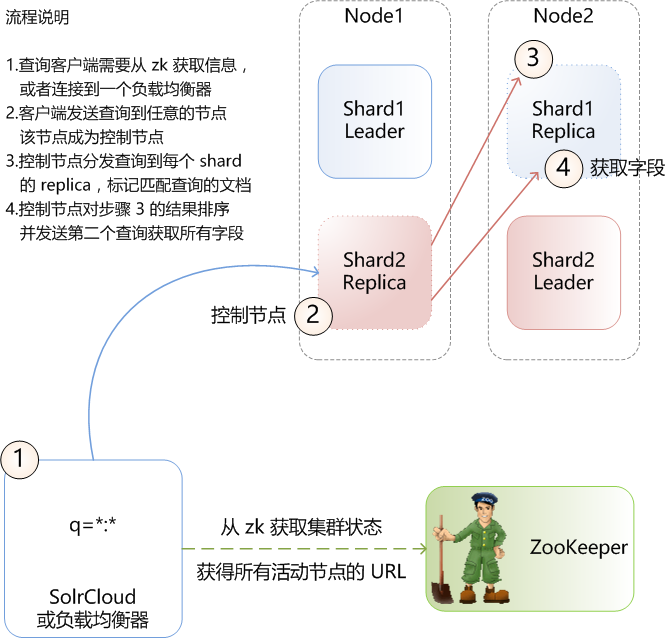 流程说明
1.查询客户端需要从 zk 获取信息，
或者连接到一个负载均衡器
2.客户端发送查询到任意的节点
该节点成为控制节点
3.控制节点分发查询到每个 shard
的 replica，标记匹配查询的文档
4.控制节点对步骤 3 的结果排序
并发送第二个查询获取所有字段
Node1
Node2
Shard1
Leader
3
Shard1
Replica
4
获取字段
Shard2
Replica
Shard2
Leader
控制节点
2
1
q=*:*
SolrCloud
或负载均衡器
从 zk 获取集群状态
获得所有活动节点的 URL
ZOO
ZooKeeper